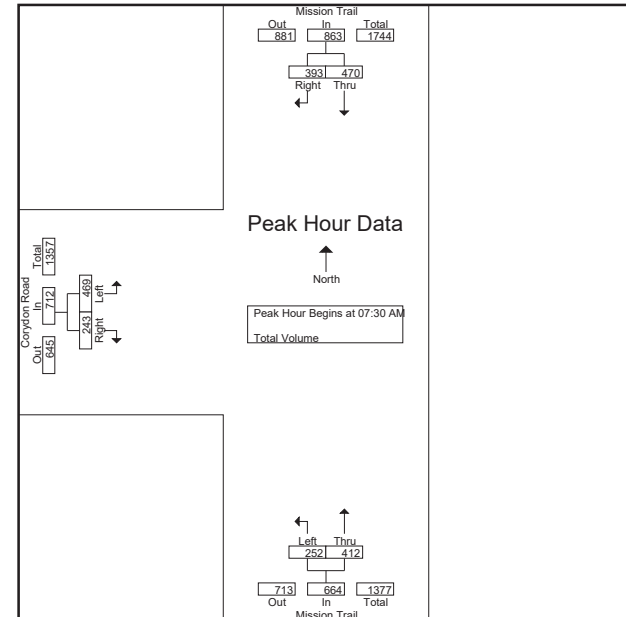 Mission Trail
Out In Total
881 863 1744
393 470
Right Thru
Peak Hour Data
North
Peak Hour Begins at 07:30 AM
Total Volume
Corydon Road
Out In Total
645 712 1357
243 469
Right Left
Left Thru
252 412
713 664 1377
Out In Total
Mission Trail